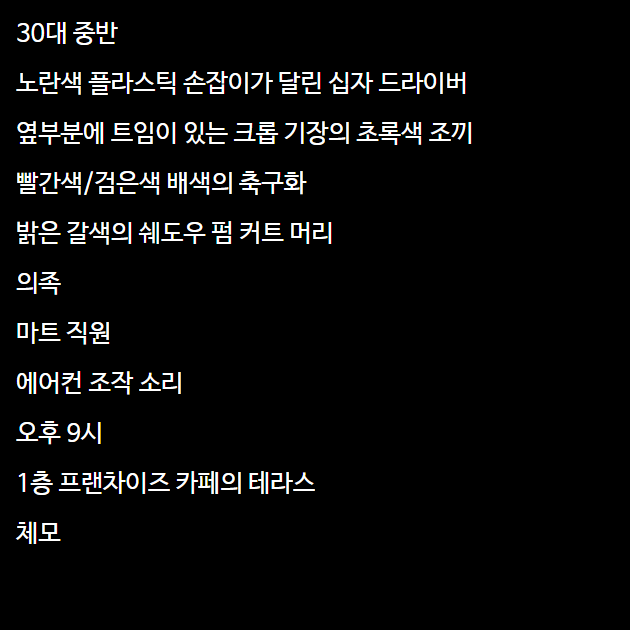 30대 중반
노란색 플라스틱 손잡이가 달린 십자 드라이버
옆부분에 트임이 있는 크롭 기장의 초록색 조끼
빨간색/검은색 배색의 축구화
밝은 갈색의 쉐도우 펌 커트 머리
의족
마트 직원
에어컨 조작 소리
오후 9시
1층 프랜차이즈 카페의 테라스
체모